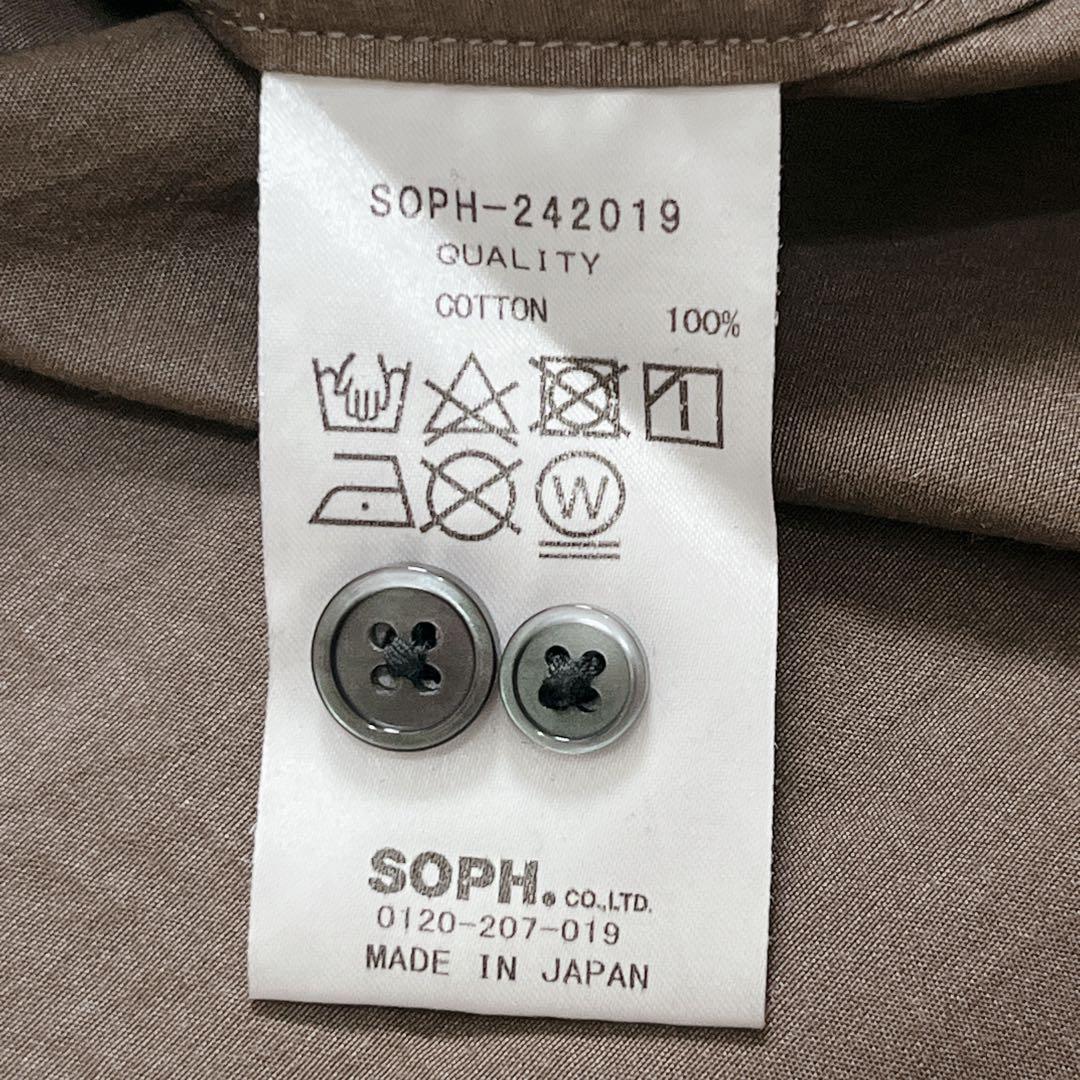 SOPH-242019
QUALITY
COTTON 100%
W
SOPH.® CO.,LTD.
0120-207-019
MADE IN JAPAN